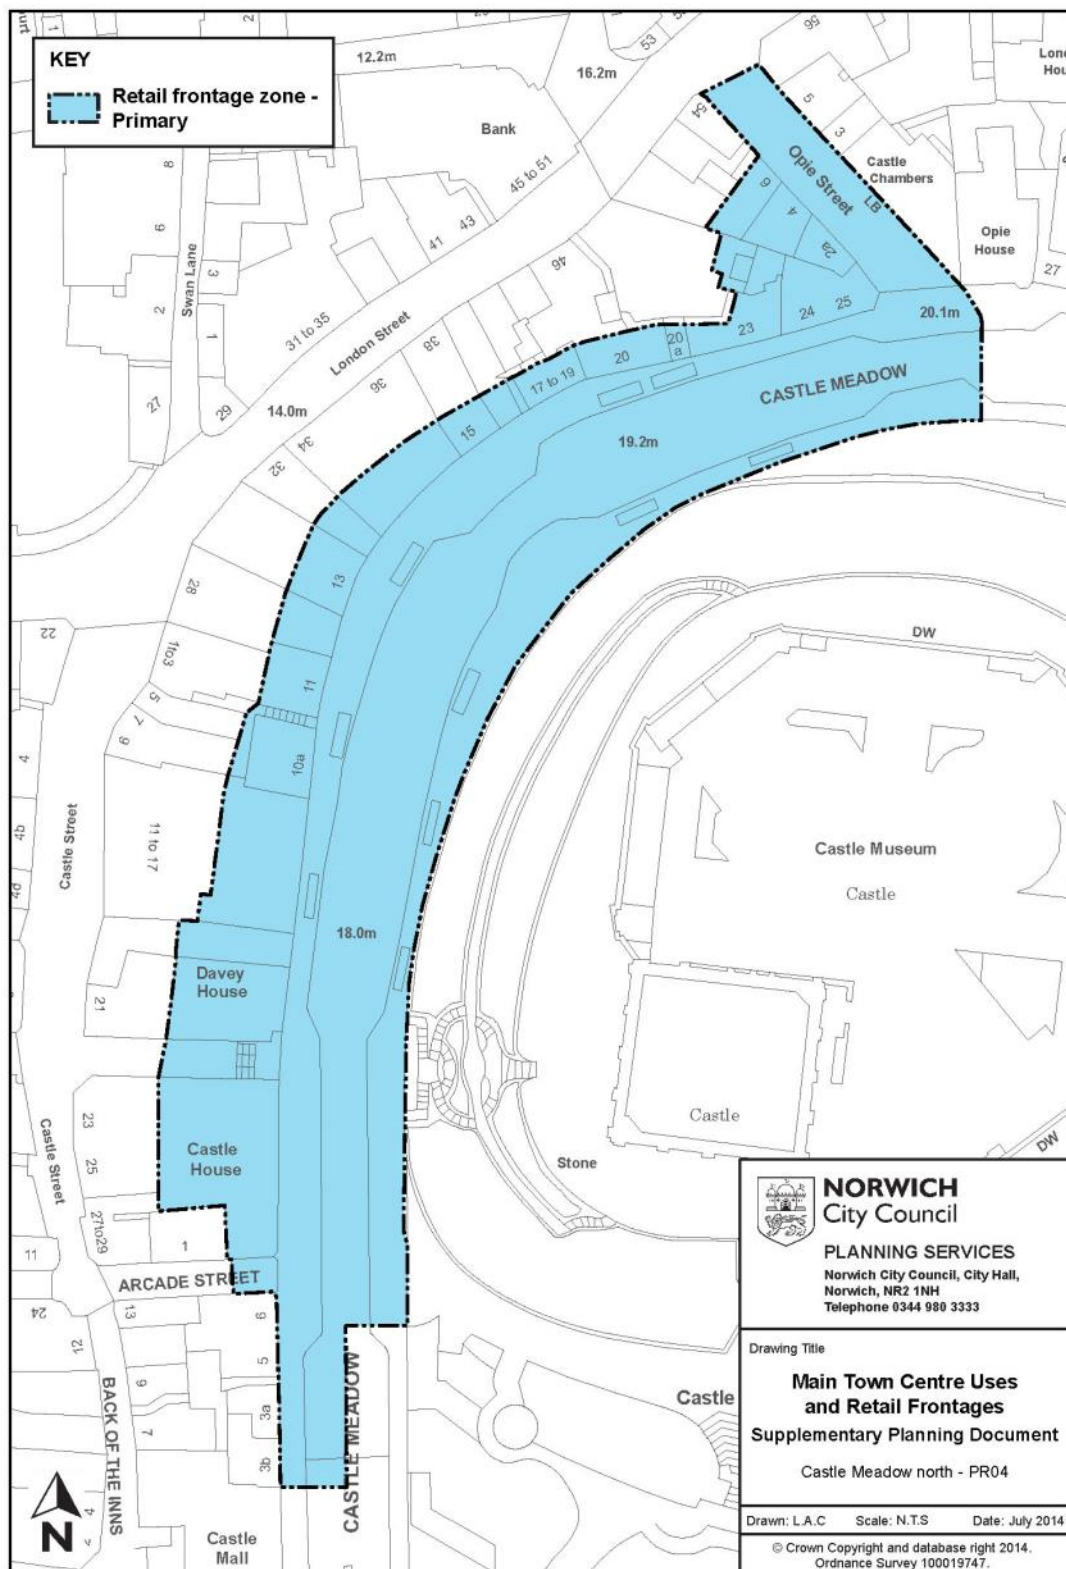 KEY
Retail frontage zone -
Primary
2
1
12.2m
16.2m
53
56
Bank
54
5
3
Castle
Chambers
Opie Street
LB
8
6
45 to 51
43
41
6
4
2a
Opie
House
27
Swan Lane
3
2
1
46
31 to 35
London Street
38
36
20
20
a
23
24
25
20.1m
17 to 19
CASTLE MEADOW
27
29
14.0m
15
19.2m
34
32
13
28
22
1to3
DW
11
5
7
9
4
10a
4b
11 to 17
Castle Street
4d
Castle Museum
Castle
18.0m
Davey
House
21
23
25
Castle
House
Castle
Castle Street
DW
Stone
27to29
11
1
ARCADE STREET
24
13
12
6
5
9
7
3a
3b
BACK OF THE INNS
CASTLE MEADOW
Castle
4
N
Castle
Mall
NORWICH
City Council
PLANNING SERVICES
Norwich City Council, City Hall,
Norwich, NR2 1NH
Telephone 0344 980 3333
Drawing Title
Main Town Centre Uses
and Retail Frontages
Supplementary Planning Document
Castle Meadow north - PR04
Drawn: L.A.C Scale: N.T.S Date: July 2014
© Crown Copyright and database right 2014.
Ordnance Survey 100019747.